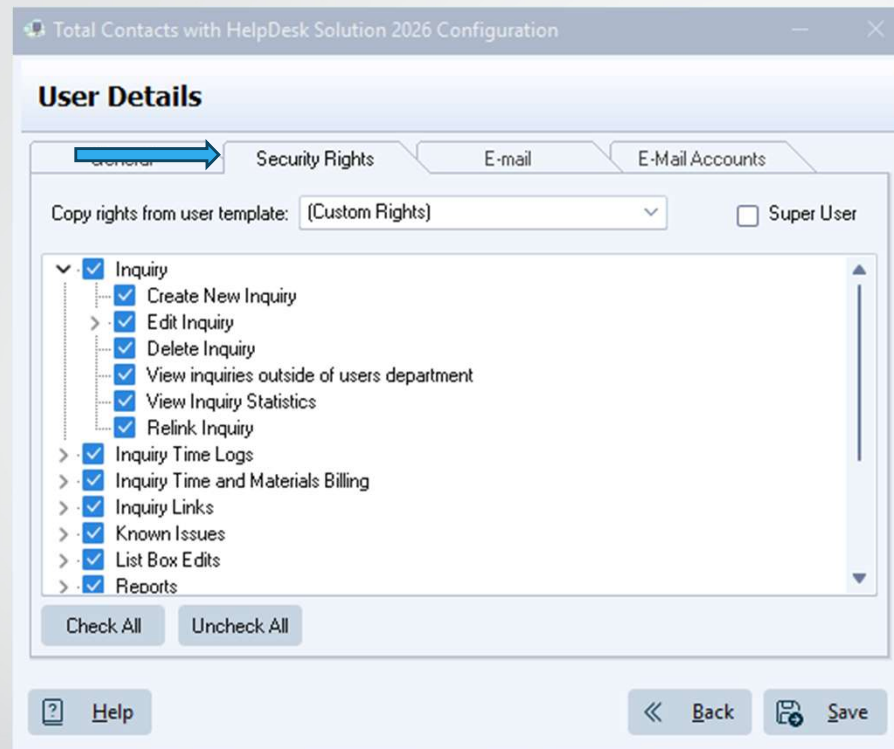 Total Contacts with HelpDesk Solution 2026 Configuration
User Details
General Security Rights E-mail E-Mail Accounts
Copy rights from user template: (Custom Rights) Super User
Inquiry
Create New Inquiry
Edit Inquiry
Delete Inquiry
View inquiries outside of users department
View Inquiry Statistics
Relink Inquiry
Inquiry Time Logs
Inquiry Time and Materials Billing
Inquiry Links
Known Issues
List Box Edits
Reports
Check All Uncheck All
Help Back Save